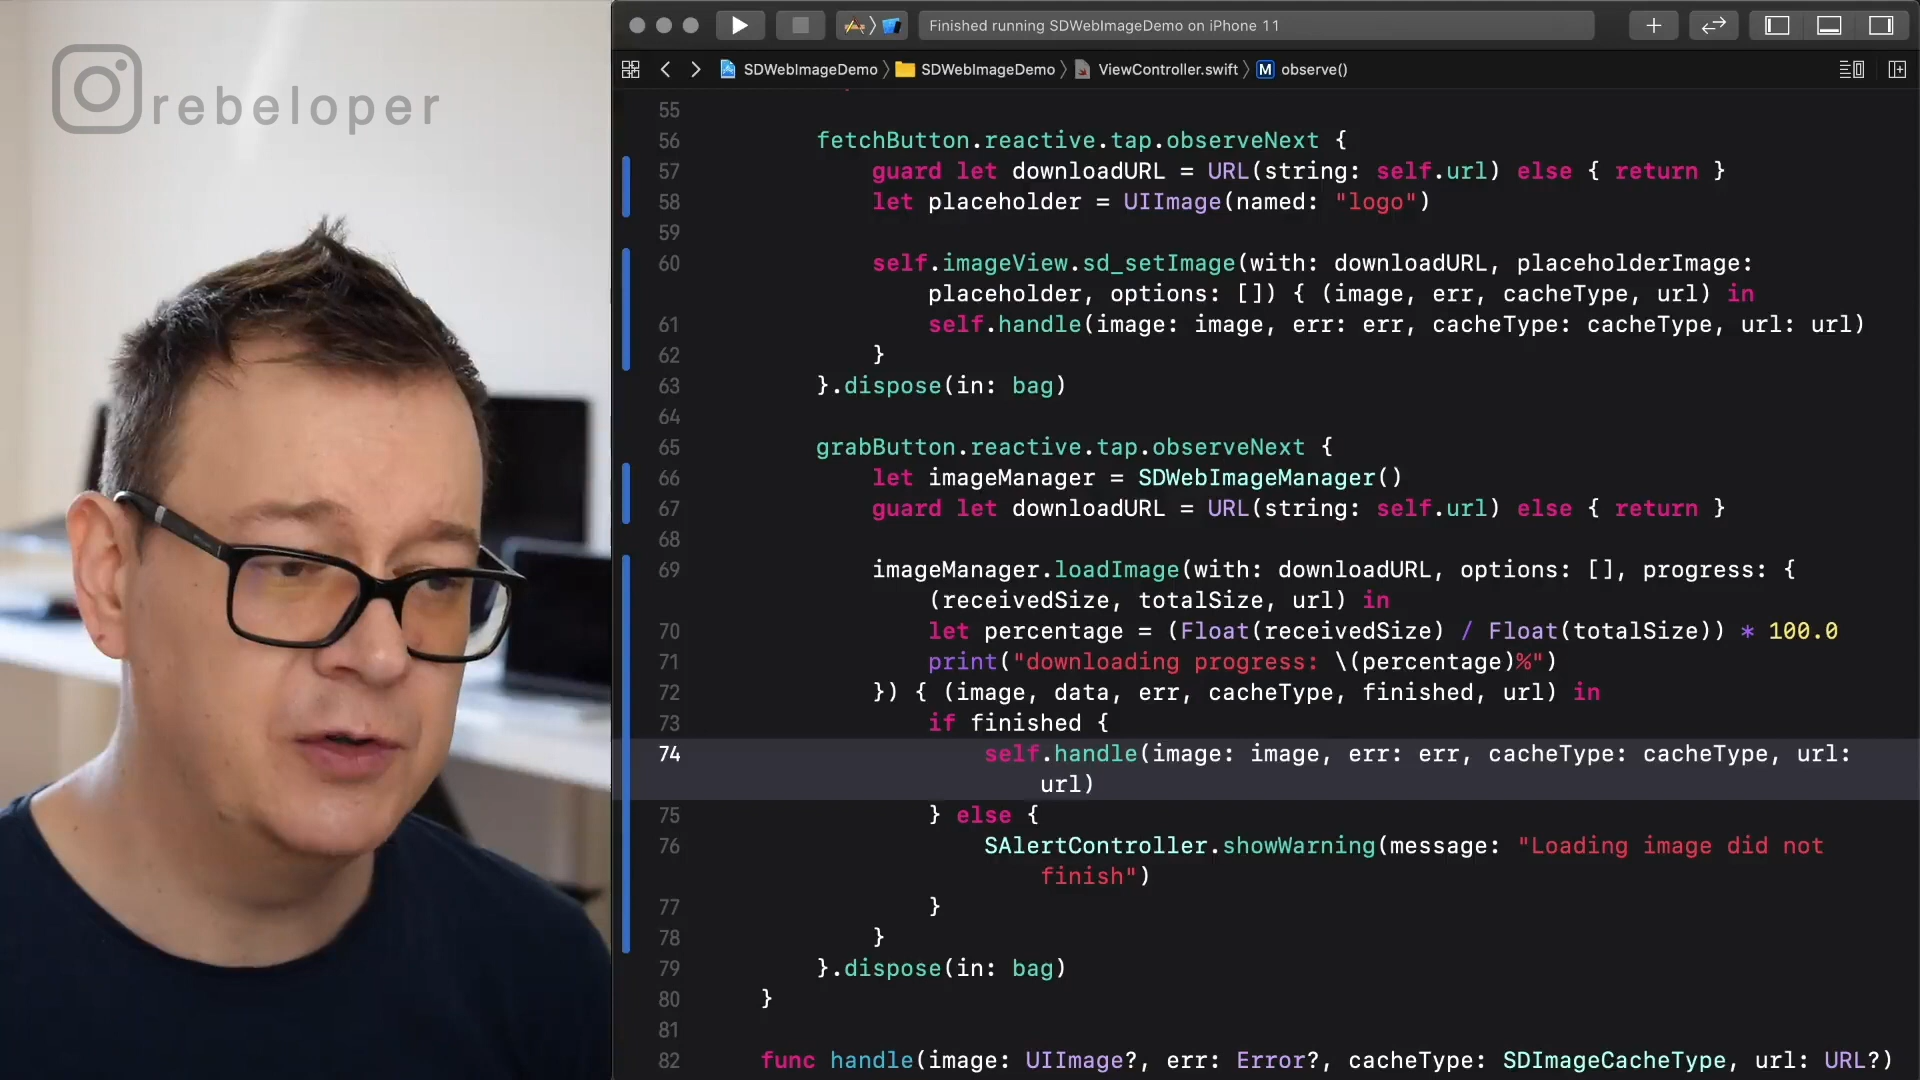 rebeloper
Finished running SDWebImageDemo on iPhone 11
SDWebImageDemo SDWebImageDemo ViewController.swift M observe()
55
56 fetchButton.reactive.tap.observeNext {
57 guard let downloadURL = URL(string: self.url) else { return }
58 let placeholder = UIImage(named: "logo")
59
60 self.imageView.sd_setImage(with: downloadURL, placeholderImage:
placeholder, options: []) { (image, err, cacheType, url) in
61 self.handle(image: image, err: err, cacheType: cacheType, url: url)
62 }
63 }.dispose(in: bag)
64
65 grabButton.reactive.tap.observeNext {
66 let imageManager = SDWebImageManager()
67 guard let downloadURL = URL(string: self.url) else { return }
68
69 imageManager.loadImage(with: downloadURL, options: [], progress: {
(receivedSize, totalSize, url) in
70 let percentage = (Float(receivedSize) / Float(totalSize)) * 100.0
71 print("downloading progress: \(percentage)%")
72 }) { (image, data, err, cacheType, finished, url) in
73 if finished {
74 self.handle(image: image, err: err, cacheType: cacheType, url:
url)
75 } else {
76 SAlertController.showWarning(message: "Loading image did not
finish")
77 }
78 }
79 }.dispose(in: bag)
80 }
81
82 func handle(image: UIImage?, err: Error?, cacheType: SDImageCacheType, url: URL?)